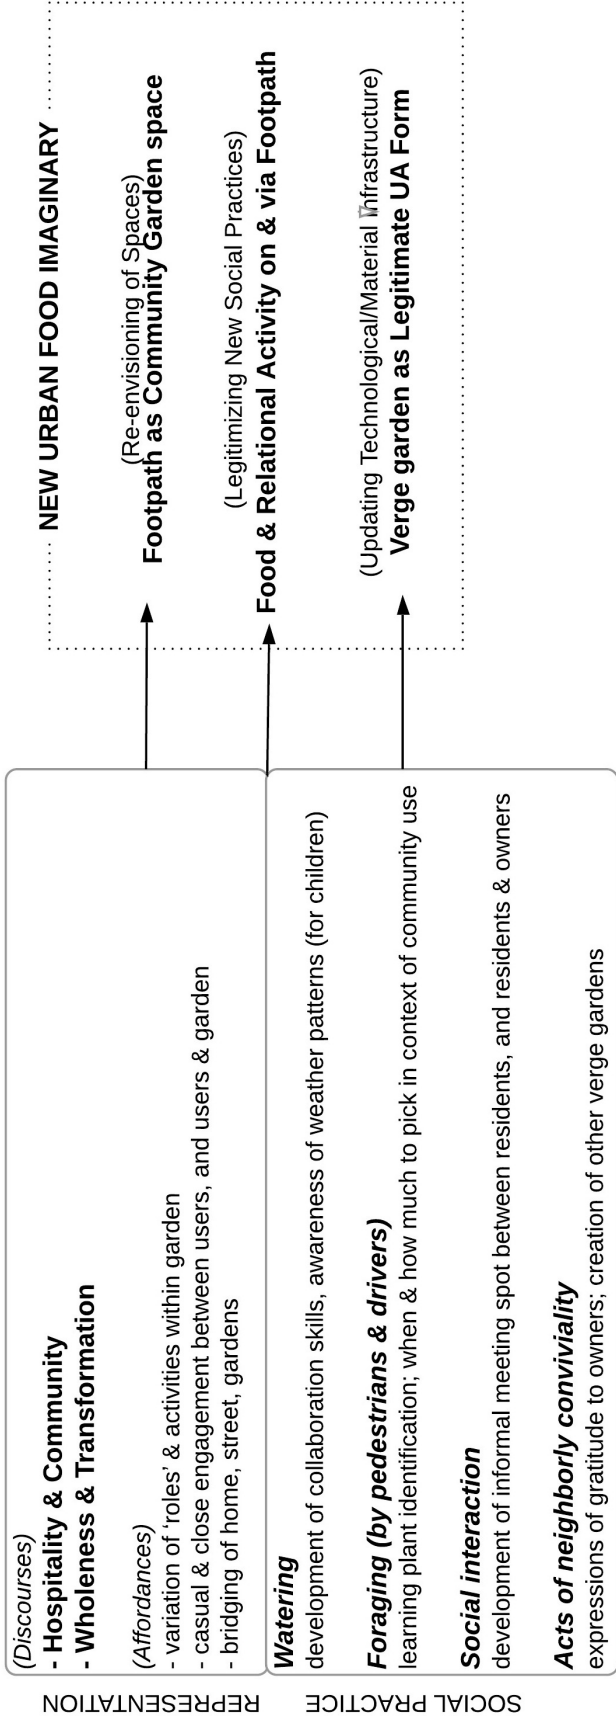 REPRESENTATION
(Discourses)
- Hospitality & Community
- Wholeness & Transformation
(Affordances)
- variation of ‘roles’ & activities within garden
- casual & close engagement between users, and users & garden
- bridging of home, street, gardens
SOCIAL PRACTICE
Watering
development of collaboration skills, awareness of weather patterns (for children)
Foraging (by pedestrians & drivers)
learning plant identification; when & how much to pick in context of community use
Social interaction
development of informal meeting spot between residents, and residents & owners
Acts of neighborly conviviality
expressions of gratitude to owners; creation of other verge gardens
NEW URBAN FOOD IMAGINARY
(Re-envisioning of Spaces)
Footpath as Community Garden space
(Legitimizing New Social Practices)
Food & Relational Activity on & via Footpath
(Updating Technological/Material Infrastructure)
Verge garden as Legitimate UA Form